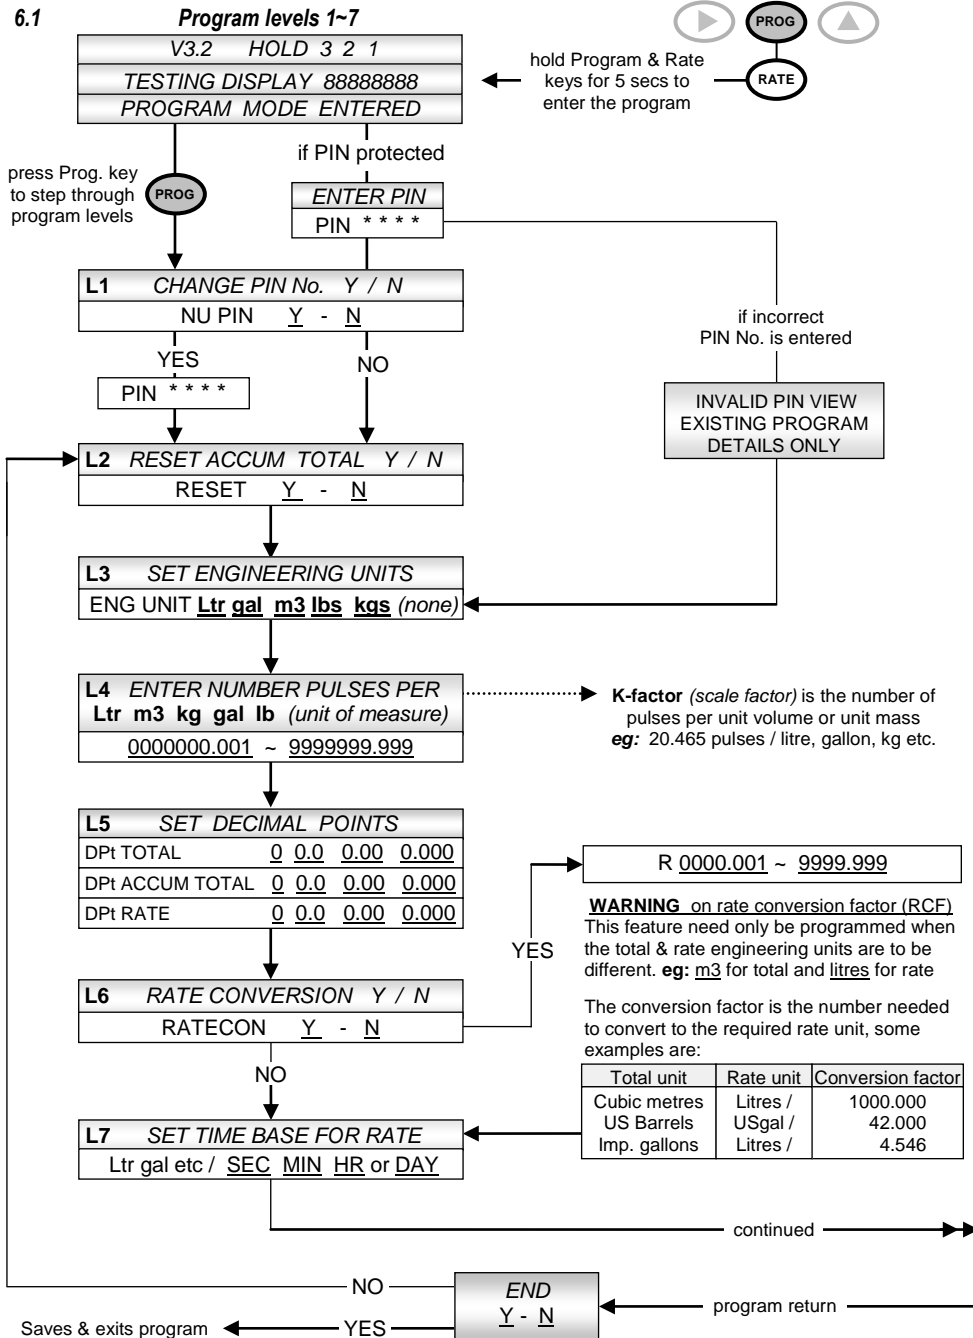 6.1 Program levels 1~7
V3.2 HOLD 3 2 1
TESTING DISPLAY 88888888
PROGRAM MODE ENTERED
hold Program & Rate
keys for 5 secs to
enter the program
PROG
RATE
press Prog. key
to step through
program levels
PROG
if PIN protected
ENTER PIN
PIN * * * *
L1 CHANGE PIN No. Y / N
NU PIN Y - N
YES
NO
PIN * * * *
if incorrect
PIN No. is entered
INVALID PIN VIEW
EXISTING PROGRAM
DETAILS ONLY
L2 RESET ACCUM TOTAL Y / N
RESET Y - N
L3 SET ENGINEERING UNITS
ENG UNIT Ltr gal m3 lbs kgs (none)
L4 ENTER NUMBER PULSES PER
Ltr m3 kg gal lb (unit of measure)
0000000.001 ~ 9999999.999
K-factor (scale factor) is the number of
pulses per unit volume or unit mass
eg: 20.465 pulses / litre, gallon, kg etc.
L5 SET DECIMAL POINTS
DPt TOTAL 0 0.0 0.00 0.000
DPt ACCUM TOTAL 0 0.0 0.00 0.000
DPt RATE 0 0.0 0.00 0.000
L6 RATE CONVERSION Y / N
RATECON Y - N
YES
NO
R 0000.001 ~ 9999.999
WARNING on rate conversion factor (RCF)
This feature need only be programmed when
the total & rate engineering units are to be
different. eg: m3 for total and litres for rate
The conversion factor is the number needed
to convert to the required rate unit, some
examples are:
Total unit Rate unit Conversion factor
Cubic metres Litres / 1000.000
US Barrels USgal / 42.000
Imp. gallons Litres / 4.546
L7 SET TIME BASE FOR RATE
Ltr gal etc / SEC MIN HR or DAY
continued
NO
END
Y - N
program return
Saves & exits program
YES